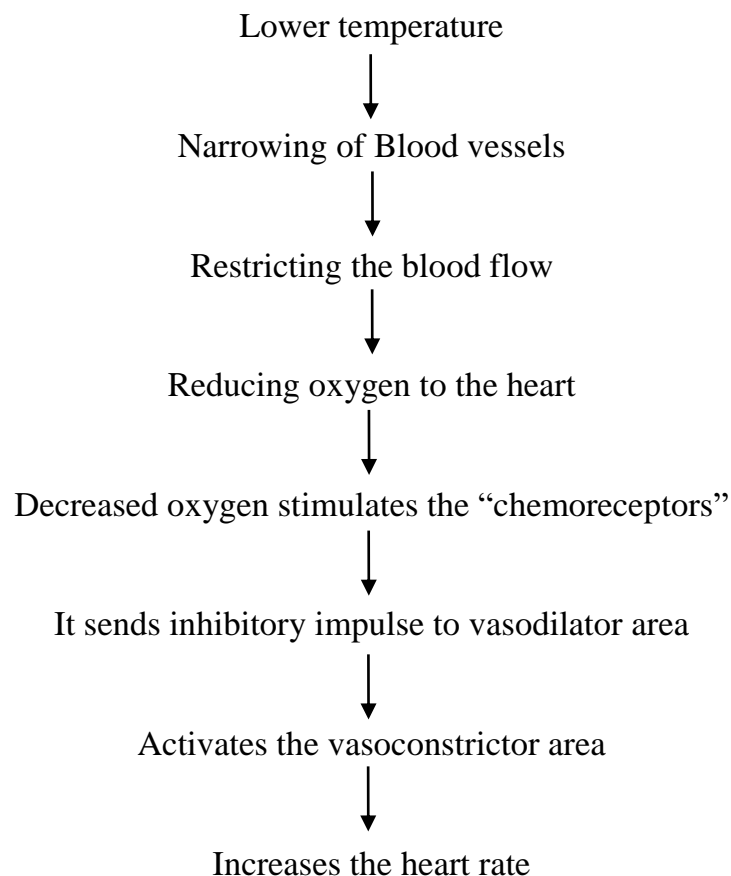 Lower temperature
Narrowing of Blood vessels
Restricting the blood flow
Reducing oxygen to the heart
Decreased oxygen stimulates the “chemoreceptors”
It sends inhibitory impulse to vasodilator area
Activates the vasoconstrictor area
Increases the heart rate